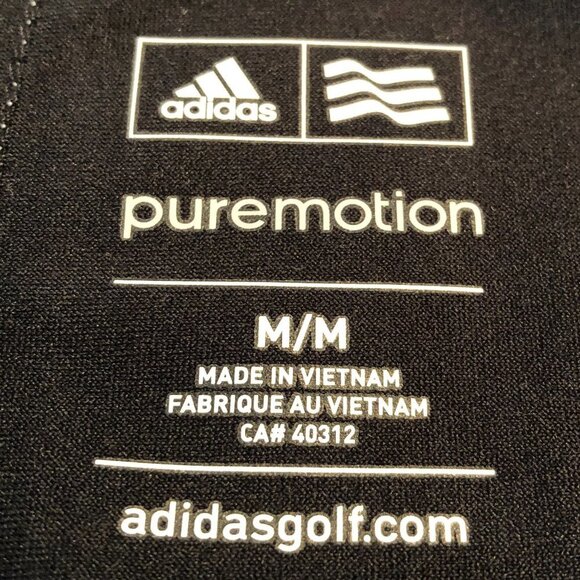 adidas
puremotion
M/M
MADE IN VIETNAM
FABRIQUE AU VIETNAM
CA# 40312
adidasgolf.com